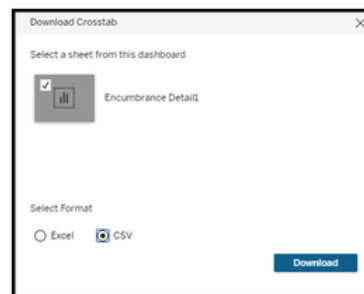 Download Crosstab
Select a sheet from this dashboard
Encumbrance Detail1
Select Format
Excel CSV
Download